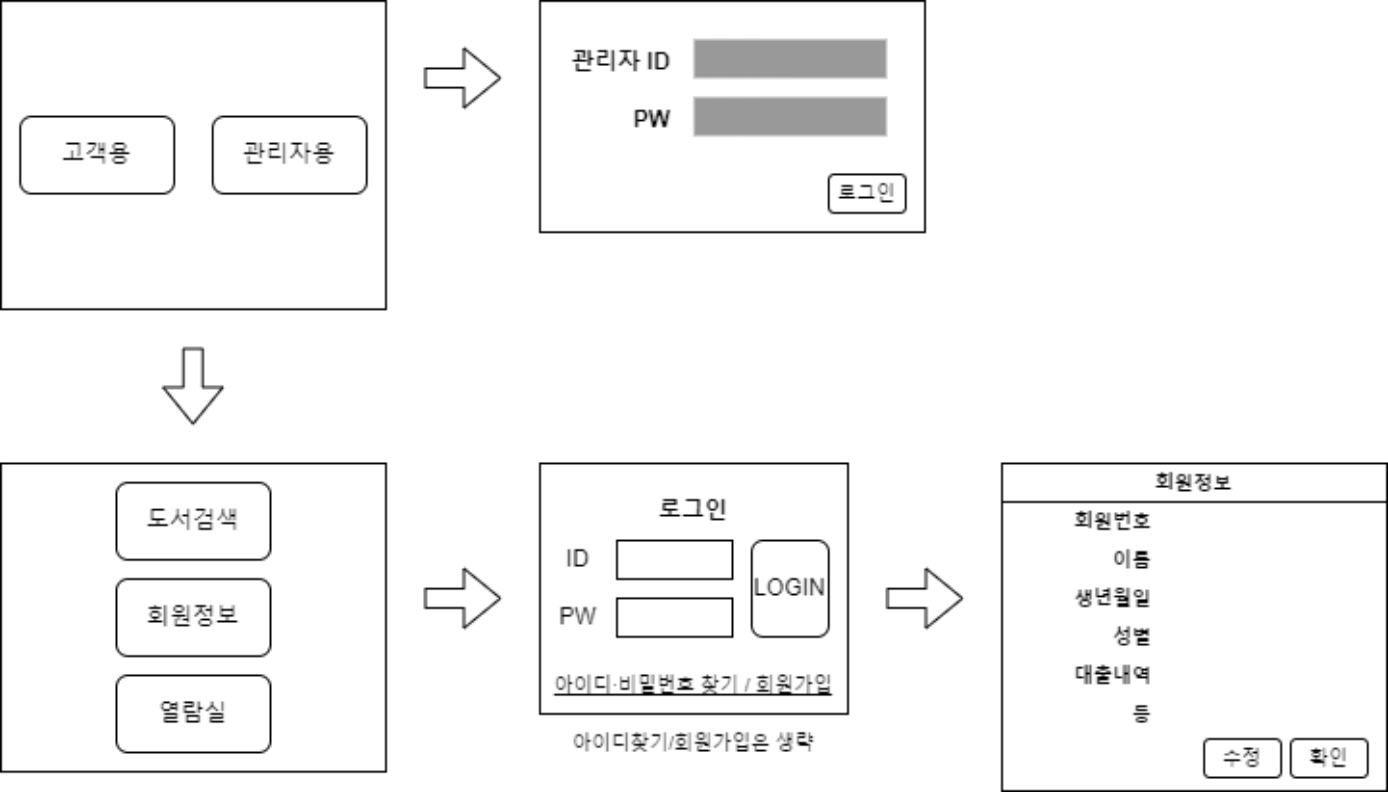 고객용
관리자용
관리자 ID
PW
로그인
도서검색
회원정보
열람실
로그인
ID
PW
LOGIN
아이디·비밀번호 찾기 / 회원가입
아이디찾기/회원가입은 생략
회원정보
회원번호
이름
생년월일
성별
대출내역
등
수정
확인